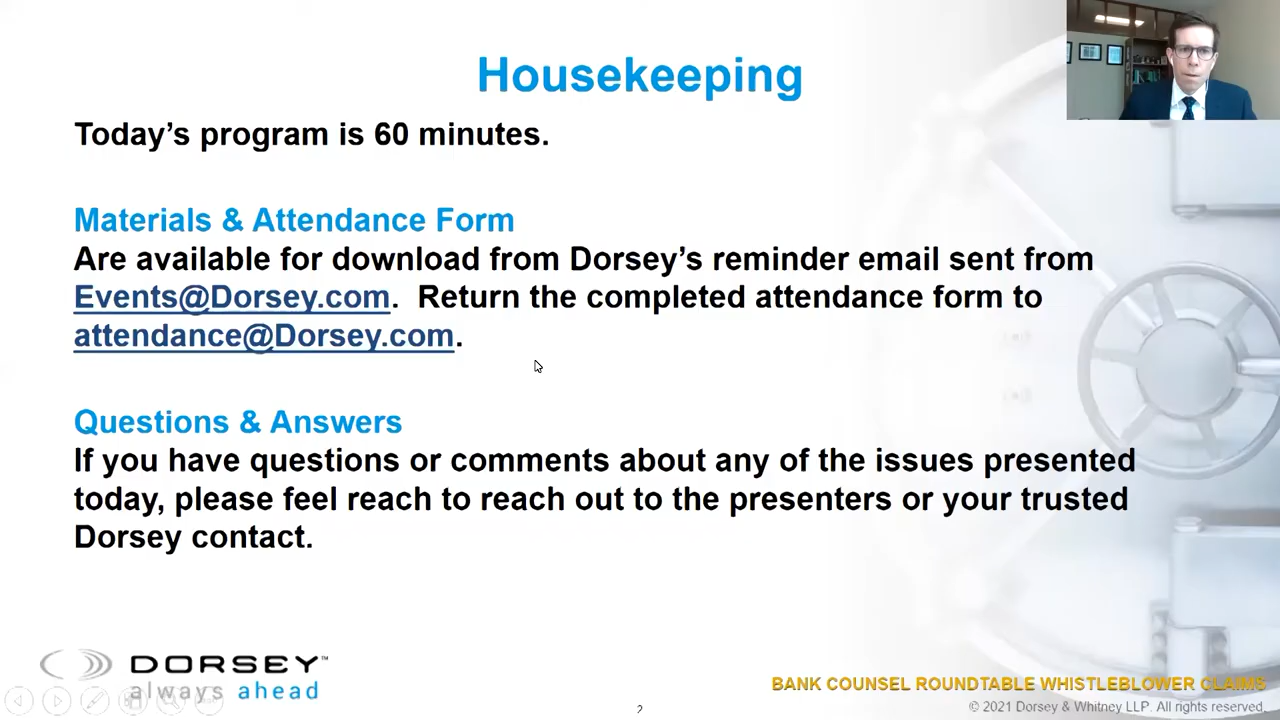 Housekeeping
Today's program is 60 minutes.
Materials & Attendance Form
Are available for download from Dorsey's reminder email sent from
Events@Dorsey.com.  Return the completed attendance form to
attendance@Dorsey.com.
Questions & Answers
If you have questions or comments about any of the issues presented
today, please feel reach to reach out to the presenters or your trusted
Dorsey contact.
DORSEY™
always ahead
BANK COUNSEL ROUNDTABLE WHISTLEBLOWER CLAIMS
2
© 2021 Dorsey & Whitney LLP. All rights reserved.